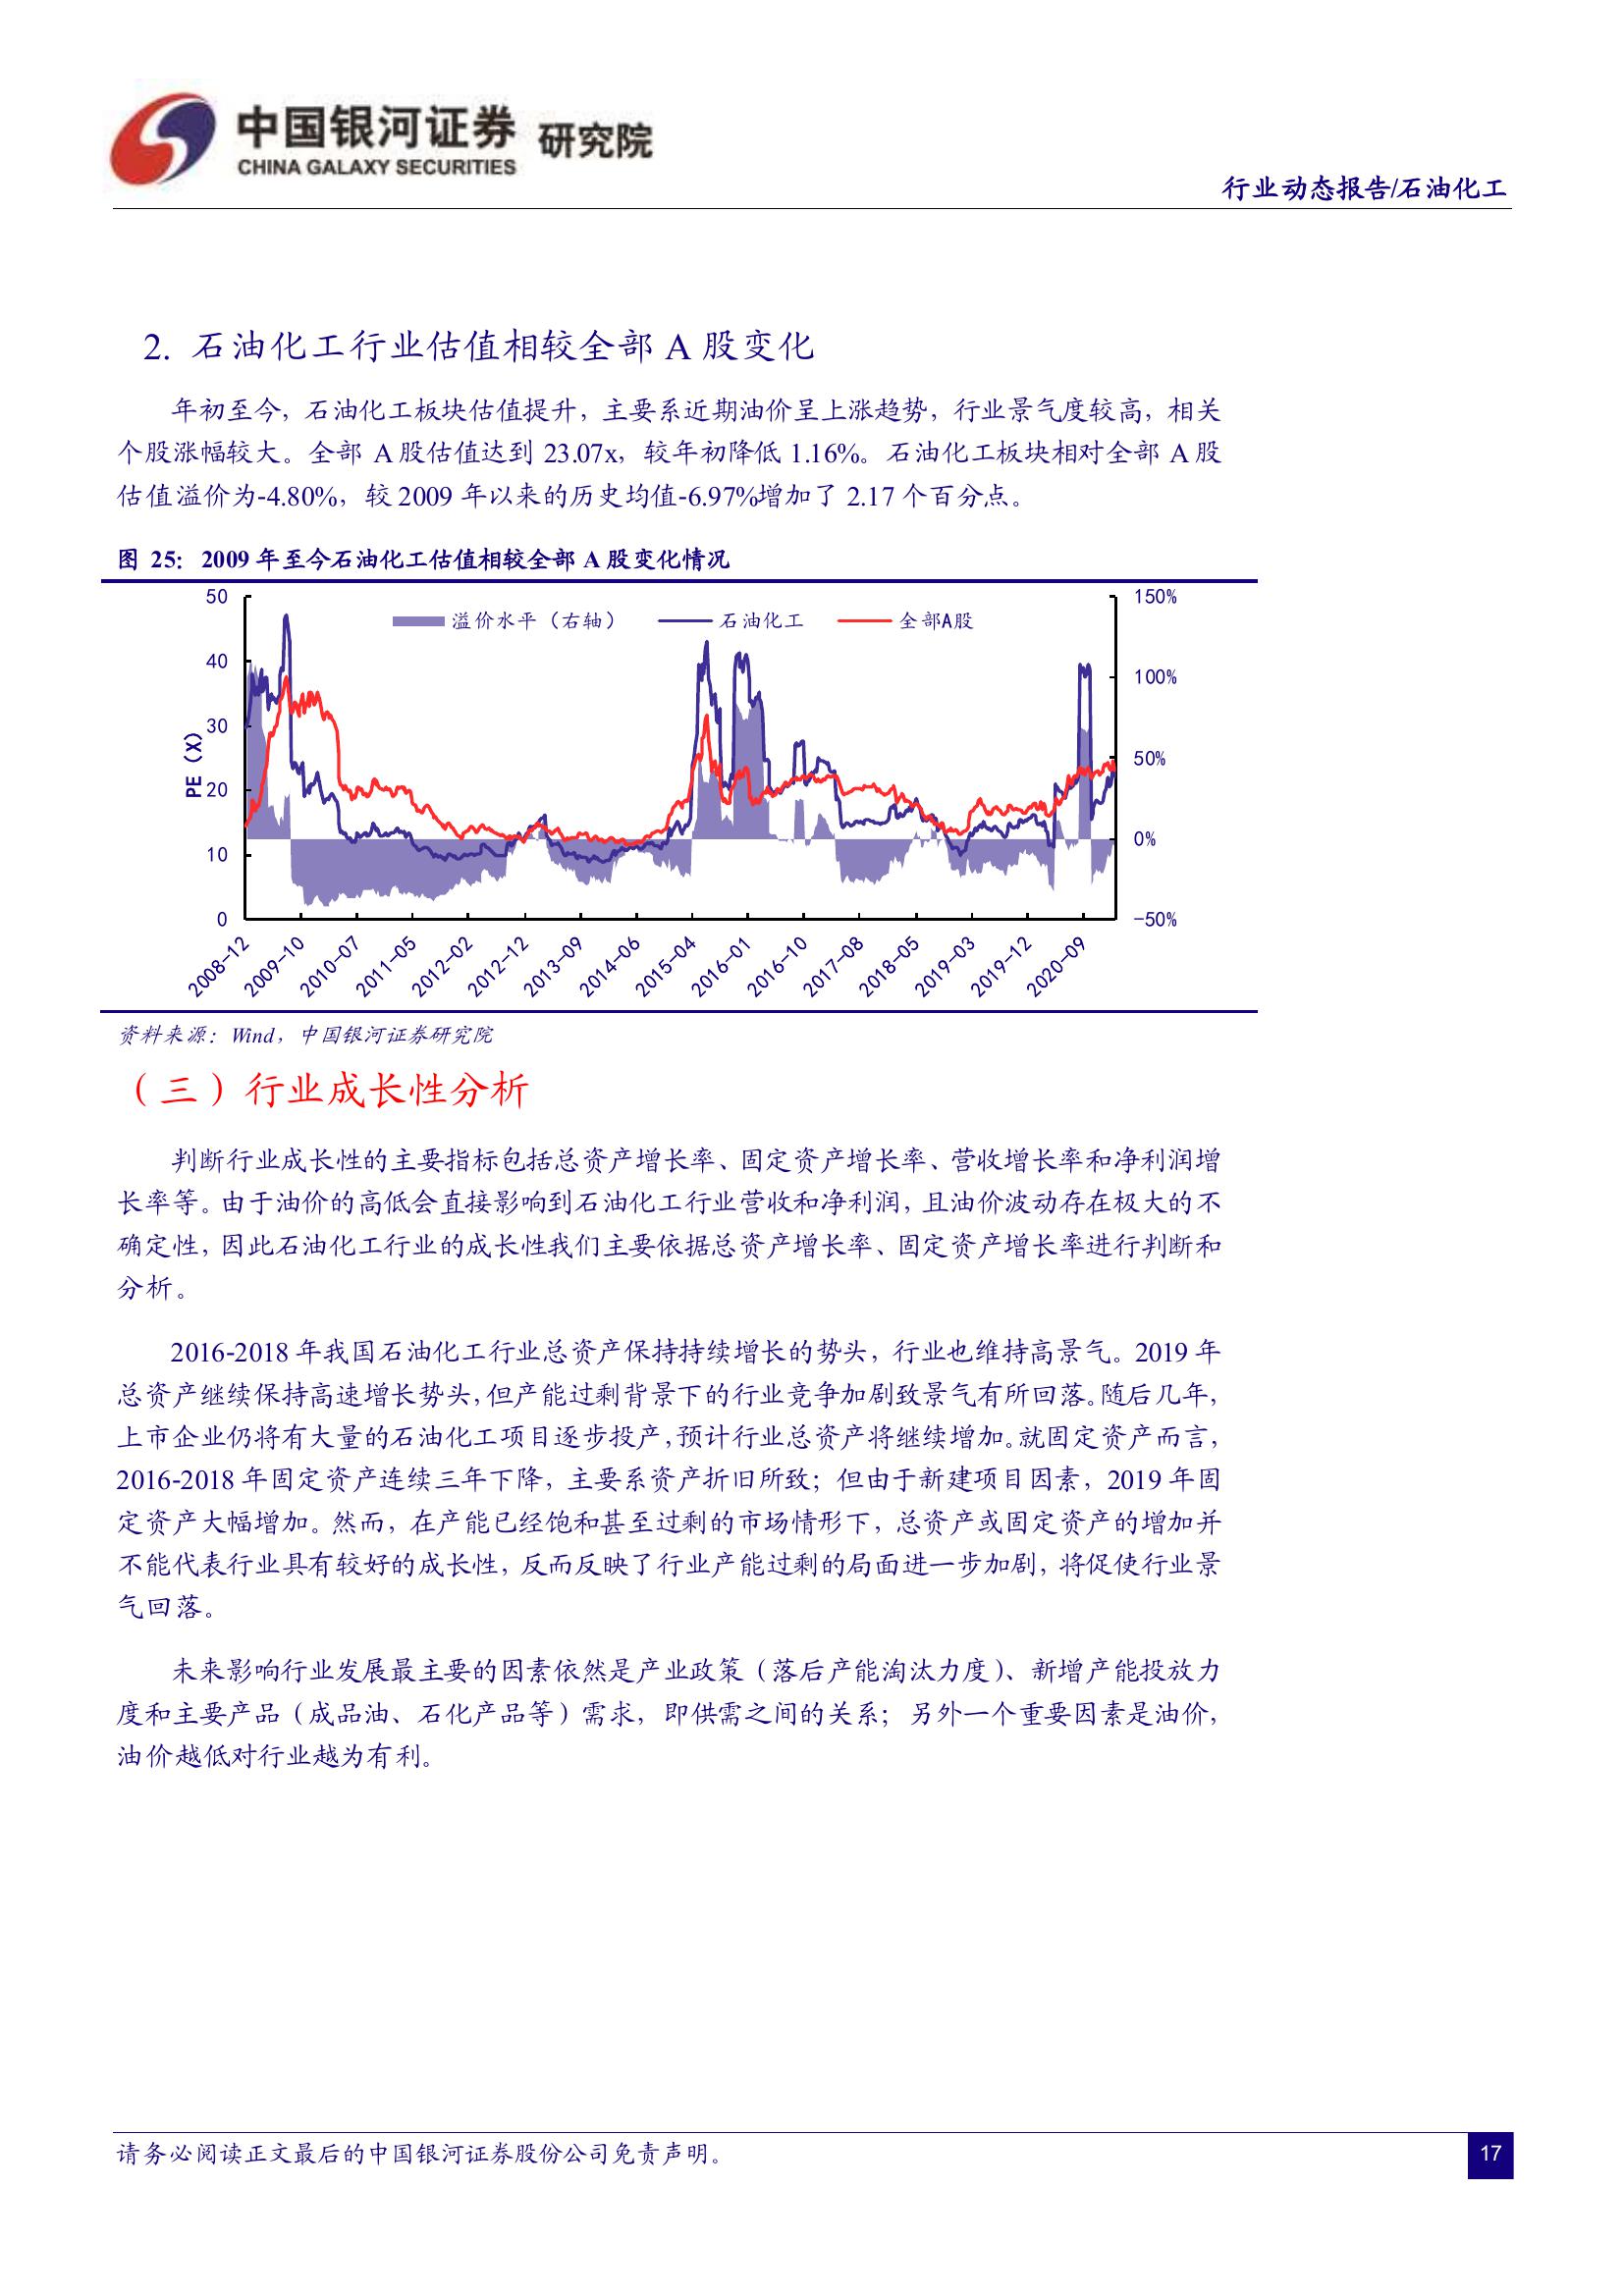 中国银河证券 研究院
CHINA GALAXY SECURITIES
行业动态报告/石油化工
2. 石油化工行业估值相较全部 A 股变化
年初至今，石油化工板块估值提升，主要系近期油价呈上涨趋势，行业景气度较高，相关
个股涨幅较大。全部 A 股估值达到 23.07x，较年初降低 1.16%。石油化工板块相对全部 A 股
估值溢价为-4.80%，较 2009 年以来的历史均值-6.97%增加了 2.17 个百分点。
图 25：2009 年至今石油化工估值相较全部 A 股变化情况
溢价水平（右轴） 石油化工 全部A股
PE（X）
50
40
30
20
10
0
150%
100%
50%
0%
-50%
2008-12 2009-10 2010-07 2011-05 2012-02 2012-12 2013-09 2014-06 2015-04 2016-01 2016-10 2017-08 2018-05 2019-03 2019-12 2020-09
资料来源：Wind，中国银河证券研究院
（三）行业成长性分析
判断行业成长性的主要指标包括总资产增长率、固定资产增长率、营收增长率和净利润增
长率等。由于油价的高低会直接影响到石油化工行业营收和净利润，且油价波动存在极大的不
确定性，因此石油化工行业的成长性我们主要依据总资产增长率、固定资产增长率进行判断和
分析。
2016-2018 年我国石油化工行业总资产保持持续增长的势头，行业也维持高景气。2019 年
总资产继续保持高速增长势头，但产能过剩背景下的行业竞争加剧致景气有所回落。随后几年，
上市企业仍将有大量的石油化工项目逐步投产，预计行业总资产将继续增加。就固定资产而言，
2016-2018 年固定资产连续三年下降，主要系资产折旧所致；但由于新建项目因素，2019 年固
定资产大幅增加。然而，在产能已经饱和甚至过剩的市场情形下，总资产或固定资产的增加并
不能代表行业具有较好的成长性，反而反映了行业产能过剩的局面进一步加剧，将促使行业景
气回落。
未来影响行业发展最主要的因素依然是产业政策（落后产能淘汰力度）、新增产能投放力
度和主要产品（成品油、石化产品等）需求，即供需之间的关系；另外一个重要因素是油价，
油价越低对行业越为有利。
请务必阅读正文最后的中国银河证券股份公司免责声明。
17